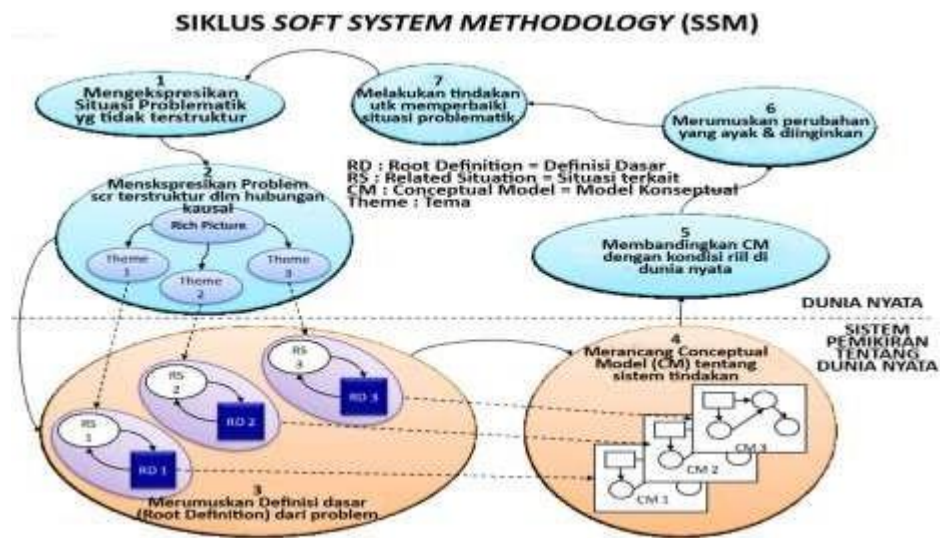 SIKLUS SOFT SYSTEM METHODOLOGY (SSM)
1
Mengekspresikan
Situasi Problematik
yg tidak terstruktur
7
Melakukan tindakan
utk memperbaiki
situasi problematik
6
Merumuskan perubahan
yang ayak & diinginkan
RD : Root Definition = Definisi Dasar
RS : Related Situation = Situasi terkait
CM : Conceptual Model = Model Konseptual
Theme : Tema
2
Menskspresikan Problem
scr terstruktur dlm hubungan
kausal
Rich Picture
Theme
1
Theme
2
Theme
3
5
Membandingkan CM
dengan kondisi riil di
dunia nyata
DUNIA NYATA
SISTEM
PEMIKIRAN
TENTANG
DUNIA NYATA
RS
1
RD 1
RS
2
RD 2
RS
3
RD 3
3
Merumuskan Definisi dasar
(Root Definition) dari problem
4
Merancang Conceptual
Model (CM) tentang
sistem tindakan
CM 3
CM 2
CM 1